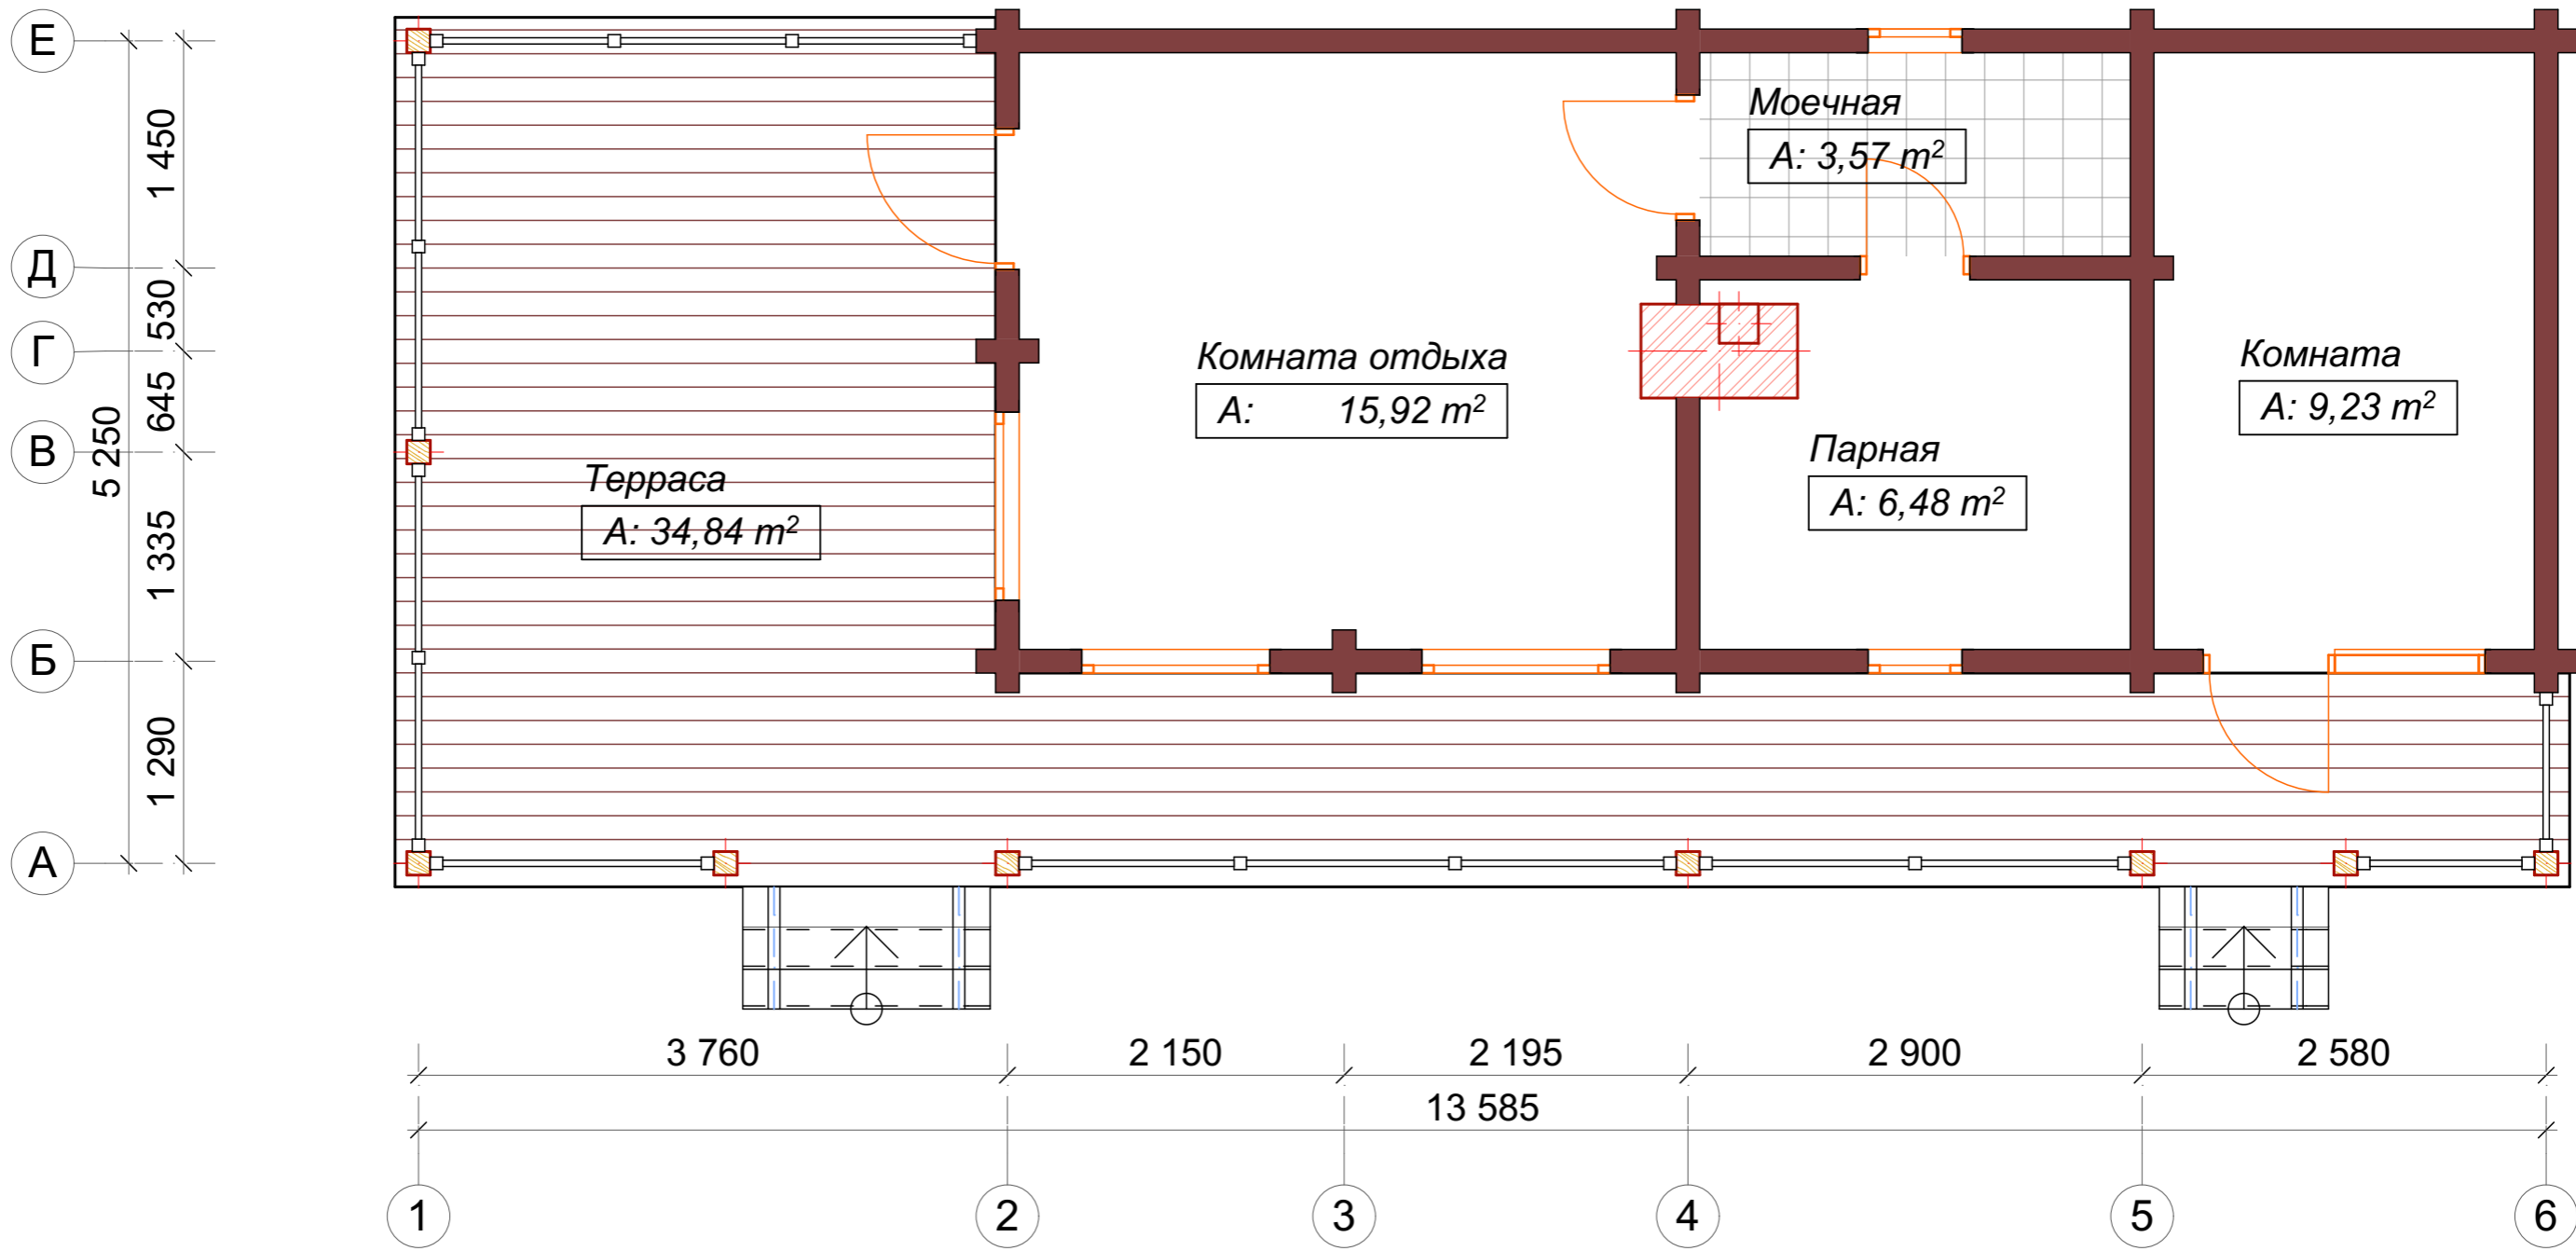 Е
Д
Г
В
Б
А
1 450
530
645
1 335
1 290
5 250
Моечная
А: 3,57 m²
Комната отдыха
А: 15,92 m²
Комната
А: 9,23 m²
Парная
А: 6,48 m²
Терраса
А: 34,84 m²
3 760 2 150 2 195 2 900 2 580
13 585
1 2 3 4 5 6